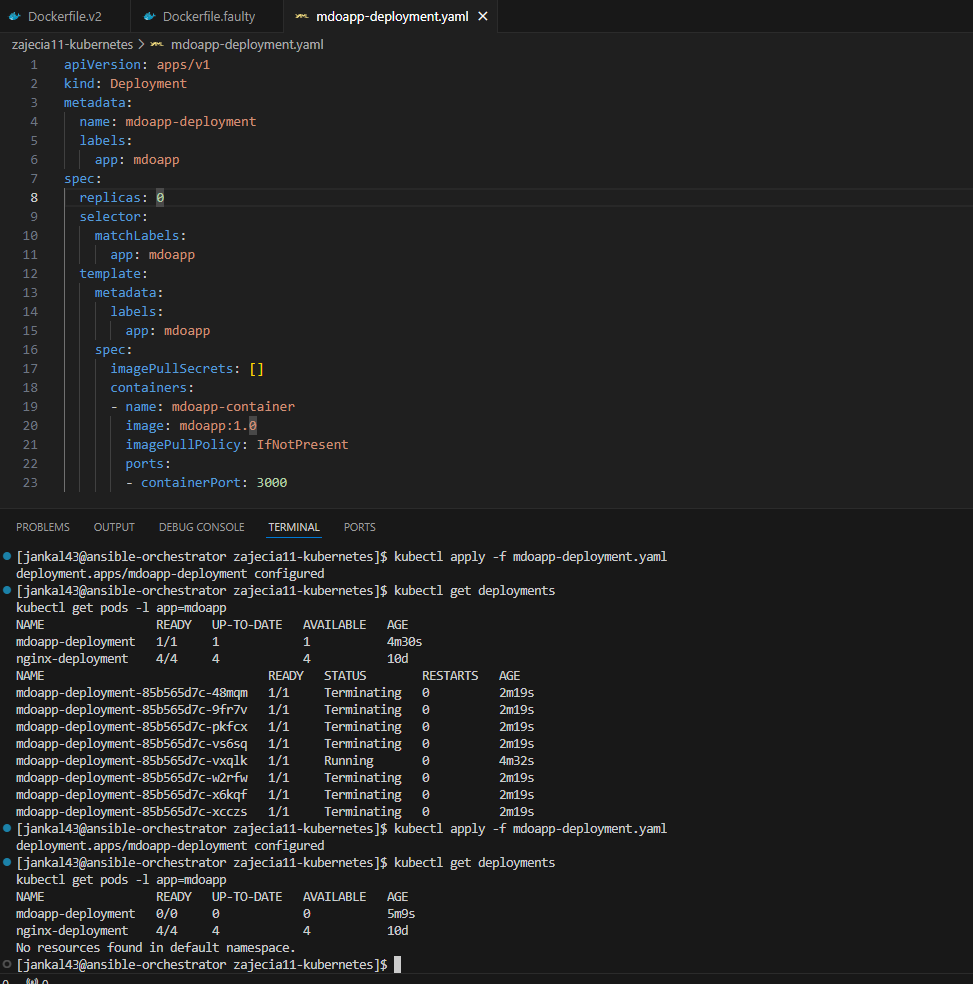 Dockerfile.v2 Dockerfile.faulty mdoapp-deployment.yaml
zajecia11-kubernetes > mdoapp-deployment.yaml
1 apiVersion: apps/v1
2 kind: Deployment
3 metadata:
4 name: mdoapp-deployment
5 labels:
6 app: mdoapp
7 spec:
8 replicas: 0
9 selector:
10 matchLabels:
11 app: mdoapp
12 template:
13 metadata:
14 labels:
15 app: mdoapp
16 spec:
17 imagePullSecrets: []
18 containers:
19 - name: mdoapp-container
20 image: mdoapp:1.0
21 imagePullPolicy: IfNotPresent
22 ports:
23 - containerPort: 3000
PROBLEMS OUTPUT DEBUG CONSOLE TERMINAL PORTS
[jankal43@ansible-orchestrator zajecia11-kubernetes]$ kubectl apply -f mdoapp-deployment.yaml
deployment.apps/mdoapp-deployment configured
[jankal43@ansible-orchestrator zajecia11-kubernetes]$ kubectl get deployments
kubectl get pods -l app=mdoapp
NAME READY UP-TO-DATE AVAILABLE AGE
mdoapp-deployment 1/1 1 1 4m30s
nginx-deployment 4/4 4 4 10d
NAME READY STATUS RESTARTS AGE
mdoapp-deployment-85b565d7c-48mqm 1/1 Terminating 0 2m19s
mdoapp-deployment-85b565d7c-9fr7v 1/1 Terminating 0 2m19s
mdoapp-deployment-85b565d7c-pkfcx 1/1 Terminating 0 2m19s
mdoapp-deployment-85b565d7c-vs6sq 1/1 Terminating 0 2m19s
mdoapp-deployment-85b565d7c-vxqlk 1/1 Running 0 4m32s
mdoapp-deployment-85b565d7c-w2rfw 1/1 Terminating 0 2m19s
mdoapp-deployment-85b565d7c-x6kqf 1/1 Terminating 0 2m19s
mdoapp-deployment-85b565d7c-xcczs 1/1 Terminating 0 2m19s
[jankal43@ansible-orchestrator zajecia11-kubernetes]$ kubectl apply -f mdoapp-deployment.yaml
deployment.apps/mdoapp-deployment configured
[jankal43@ansible-orchestrator zajecia11-kubernetes]$ kubectl get deployments
kubectl get pods -l app=mdoapp
NAME READY UP-TO-DATE AVAILABLE AGE
mdoapp-deployment 0/0 0 0 5m9s
nginx-deployment 4/4 4 4 10d
No resources found in default namespace.
[jankal43@ansible-orchestrator zajecia11-kubernetes]$